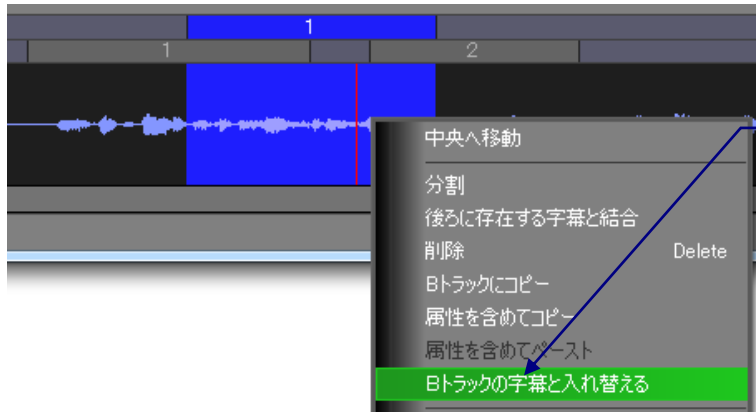 1
1 2
中央へ移動
分割
後ろに存在する字幕と結合
削除 Delete
Bトラックにコピー
属性を含めてコピー
属性を含めてペースト
Bトラックの字幕と入れ替える